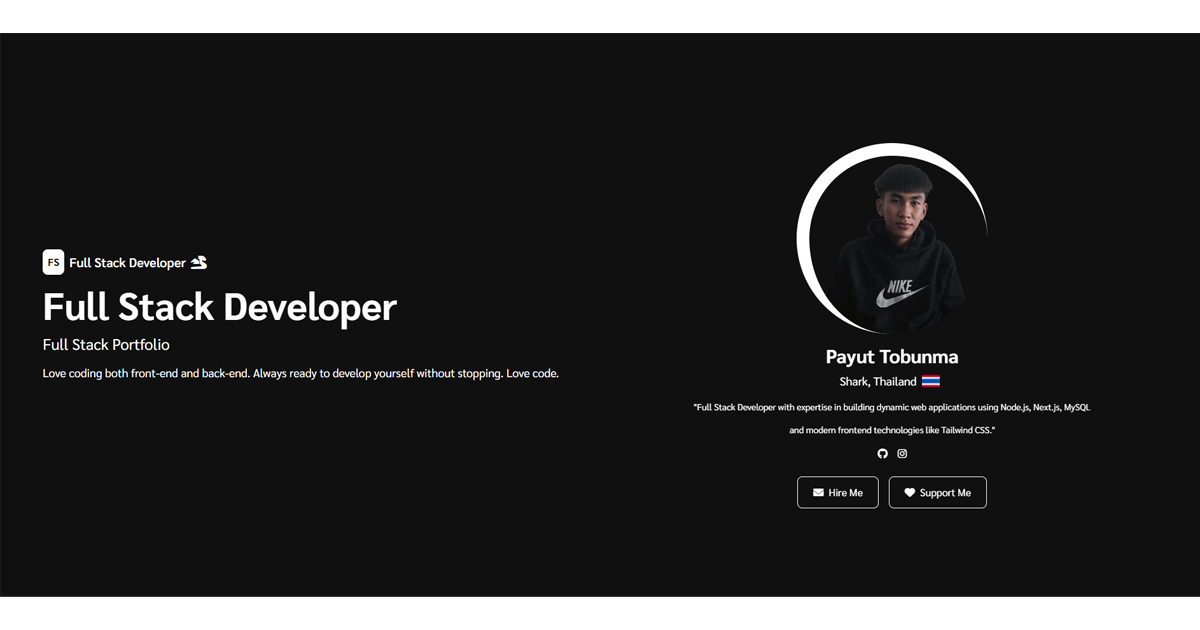 FS Full Stack Developer
Full Stack Developer
Full Stack Portfolio
Love coding both front-end and back-end. Always ready to develop yourself without stopping. Love code.
NIKE
Payut Tobunma
Shark, Thailand
"Full Stack Developer with expertise in building dynamic web applications using Node.js, Next.js, MySQL
and modern frontend technologies like Tailwind CSS."
Hire Me
Support Me